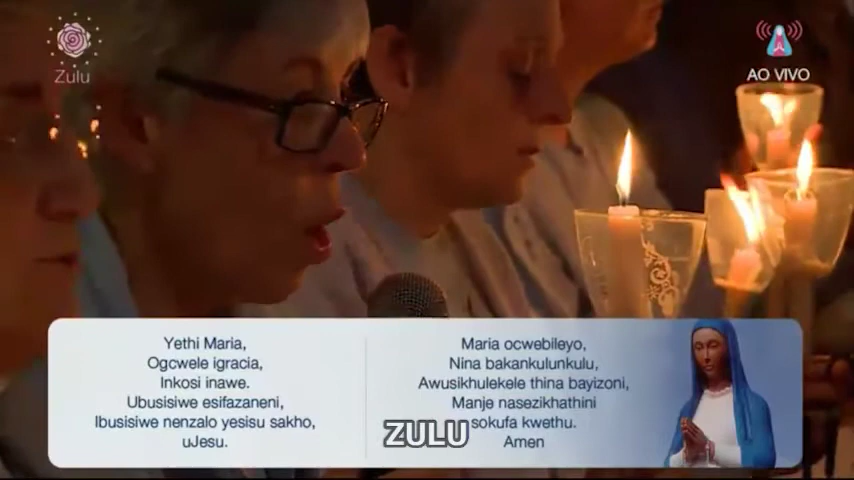 Zulu
AO VIVO
Yethi Maria,
Ogcwele igracia,
Inkosi inawe.
Ubusisiwe esifazaneni,
Ibusisiwe nenzalo yesisu sakho,
uJesu.
Maria ocwebileyo,
Nina bakankulunkulu,
Awusikhulekele thina bayizoni,
Manje nasezikhathini
sokufa kwethu.
Amen
ZULU